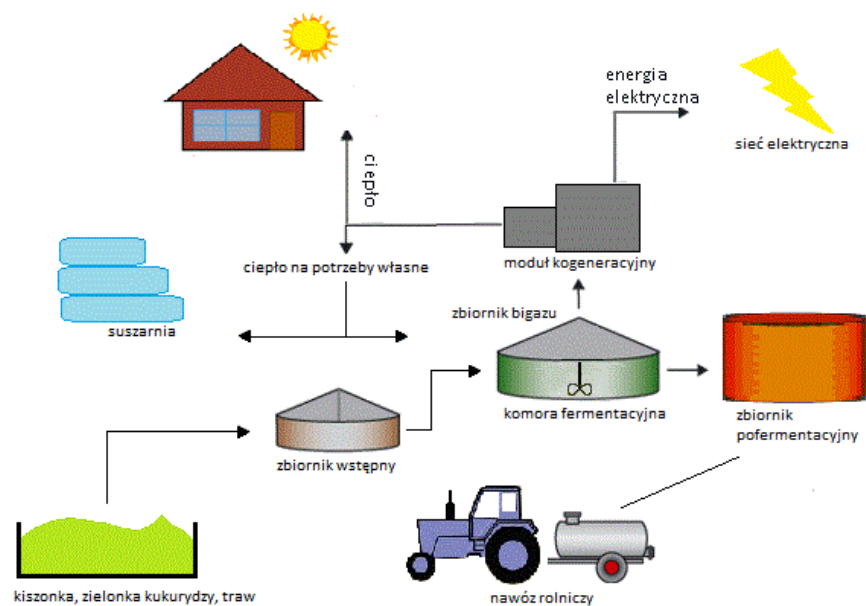 energia
elektryczna
sieć elektryczna
ciepło
ciepło na potrzeby własne
moduł kogeneracyjny
suszarnia
zbiornik bigazu
komora fermentacyjna
zbiornik
pofermentacyjny
zbiornik wstępny
kiszonka, zielonka kukurydzy, traw
nawóz rolniczy